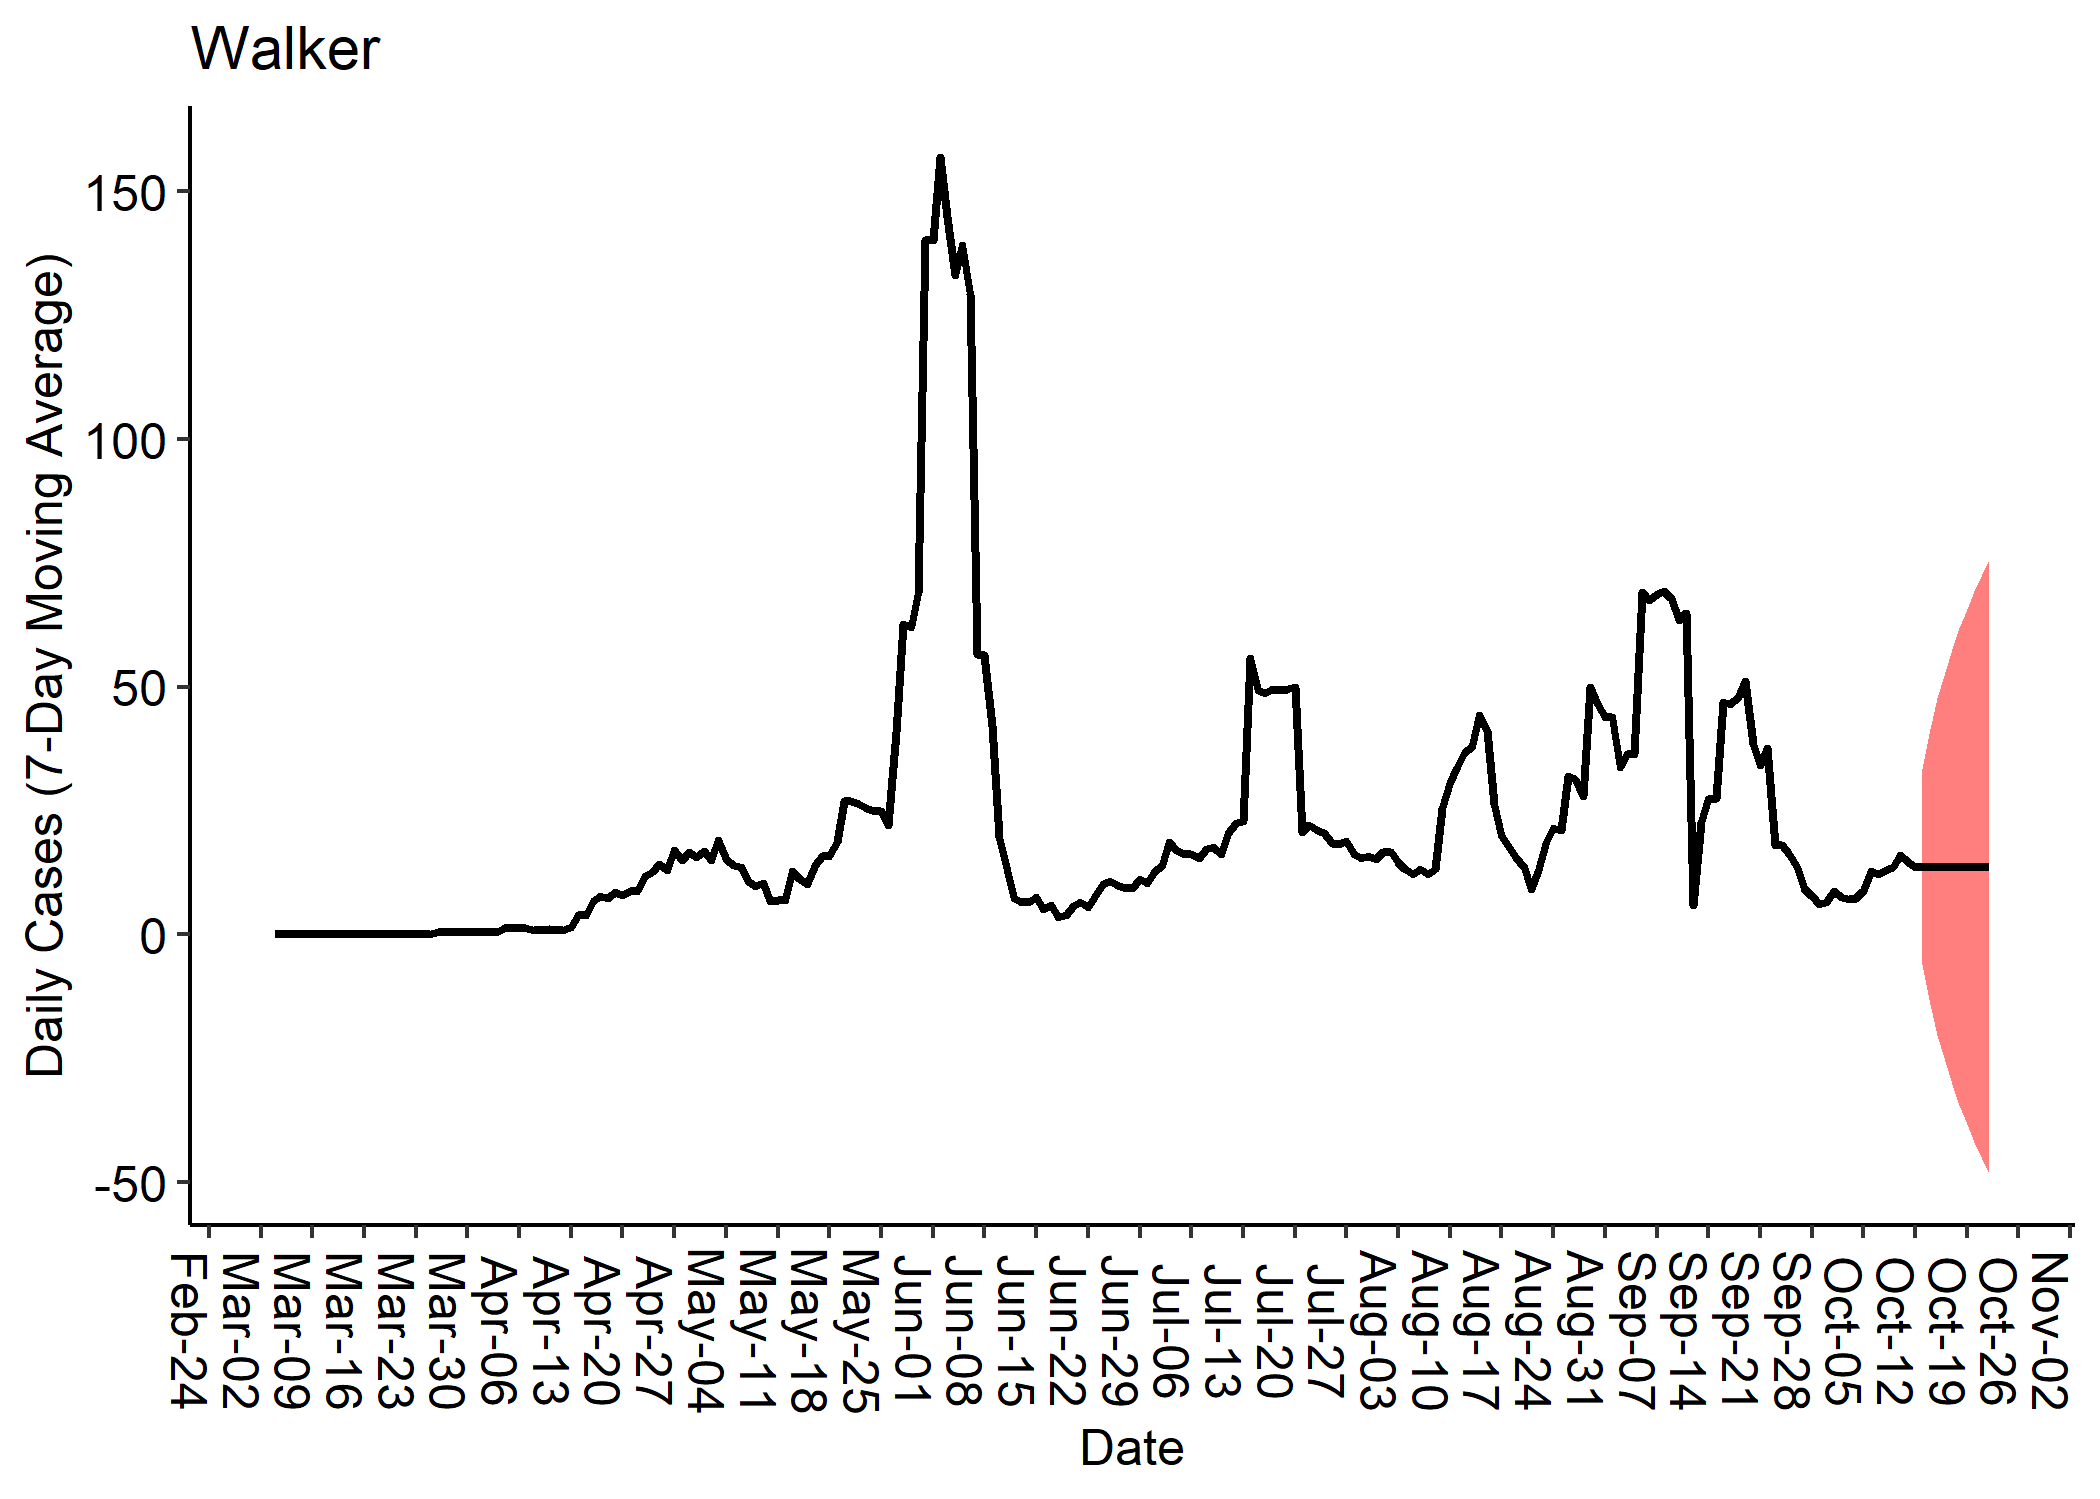 Walker
Daily Cases (7-Day Moving Average)
150
100
50
0
-50
Feb-24
Mar-02
Mar-09
Mar-16
Mar-23
Mar-30
Apr-06
Apr-13
Apr-20
Apr-27
May-04
May-11
May-18
May-25
Jun-01
Jun-08
Jun-15
Jun-22
Jun-29
Jul-06
Jul-13
Jul-20
Jul-27
Aug-03
Aug-10
Aug-17
Aug-24
Aug-31
Sep-07
Sep-14
Sep-21
Sep-28
Oct-05
Oct-12
Oct-19
Oct-26
Nov-02
Date